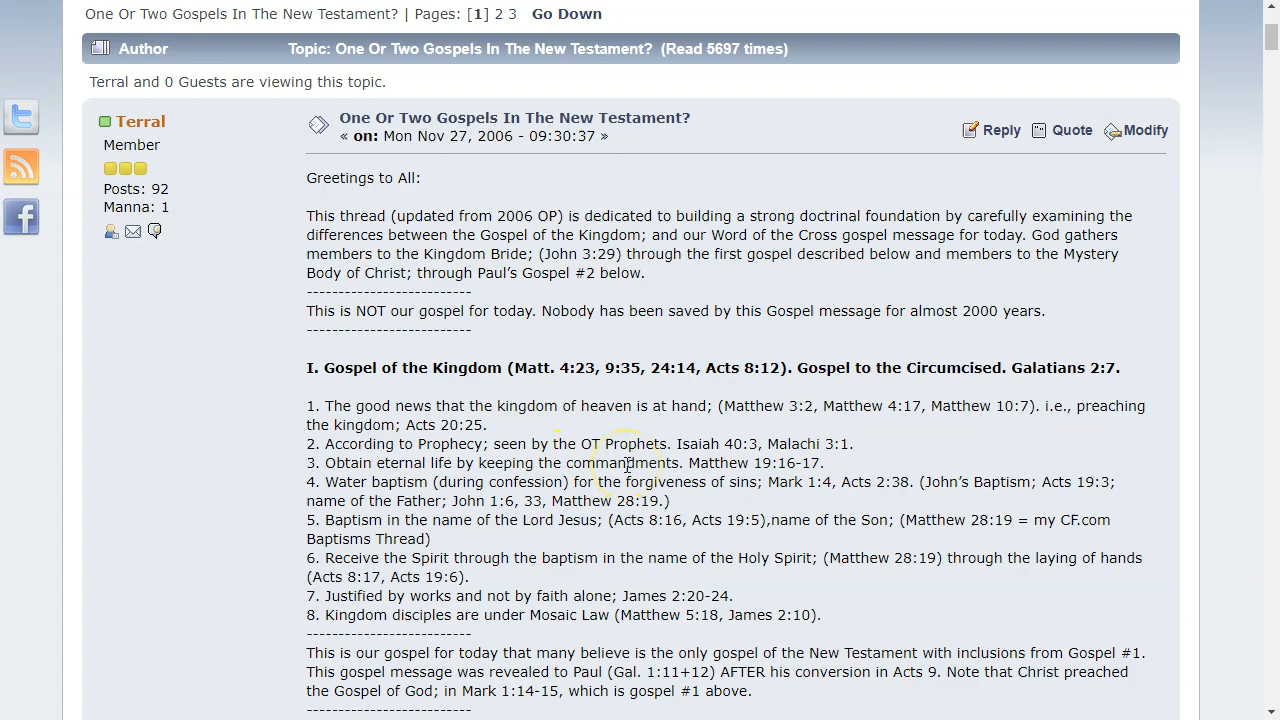 One Or Two Gospels In The New Testament? | Pages: [1] 2 3 Go Down
Author Topic: One Or Two Gospels In The New Testament? (Read 5697 times)
Terral and 0 Guests are viewing this topic.
Terral
Member
Posts: 92
Manna: 1
One Or Two Gospels In The New Testament?
« on: Mon Nov 27, 2006 - 09:30:37 »
Reply Quote Modify
Greetings to All:
This thread (updated from 2006 OP) is dedicated to building a strong doctrinal foundation by carefully examining the
differences between the Gospel of the Kingdom; and our Word of the Cross gospel message for today. God gathers
members to the Kingdom Bride; (John 3:29) through the first gospel described below and members to the Mystery
Body of Christ; through Paul’s Gospel #2 below.
-------------------------
This is NOT our gospel for today. Nobody has been saved by this Gospel message for almost 2000 years.
-------------------------
I. Gospel of the Kingdom (Matt. 4:23, 9:35, 24:14, Acts 8:12). Gospel to the Circumcised. Galatians 2:7.
1. The good news that the kingdom of heaven is at hand; (Matthew 3:2, Matthew 4:17, Matthew 10:7). i.e., preaching
the kingdom; Acts 20:25.
2. According to Prophecy; seen by the OT Prophets. Isaiah 40:3, Malachi 3:1.
3. Obtain eternal life by keeping the commandments. Matthew 19:16-17.
4. Water baptism (during confession) for the forgiveness of sins; Mark 1:4, Acts 2:38. (John’s Baptism; Acts 19:3;
name of the Father; John 1:6, 33, Matthew 28:19.)
5. Baptism in the name of the Lord Jesus; (Acts 8:16, Acts 19:5),name of the Son; (Matthew 28:19 = my CF.com
Baptisms Thread)
6. Receive the Spirit through the baptism in the name of the Holy Spirit; (Matthew 28:19) through the laying of hands
(Acts 8:17, Acts 19:6).
7. Justified by works and not by faith alone; James 2:20-24.
8. Kingdom disciples are under Mosaic Law (Matthew 5:18, James 2:10).
-------------------------
This is our gospel for today that many believe is the only gospel of the New Testament with inclusions from Gospel #1.
This gospel message was revealed to Paul (Gal. 1:11+12) AFTER his conversion in Acts 9. Note that Christ preached
the Gospel of God; in Mark 1:14-15, which is gospel #1 above.
-------------------------